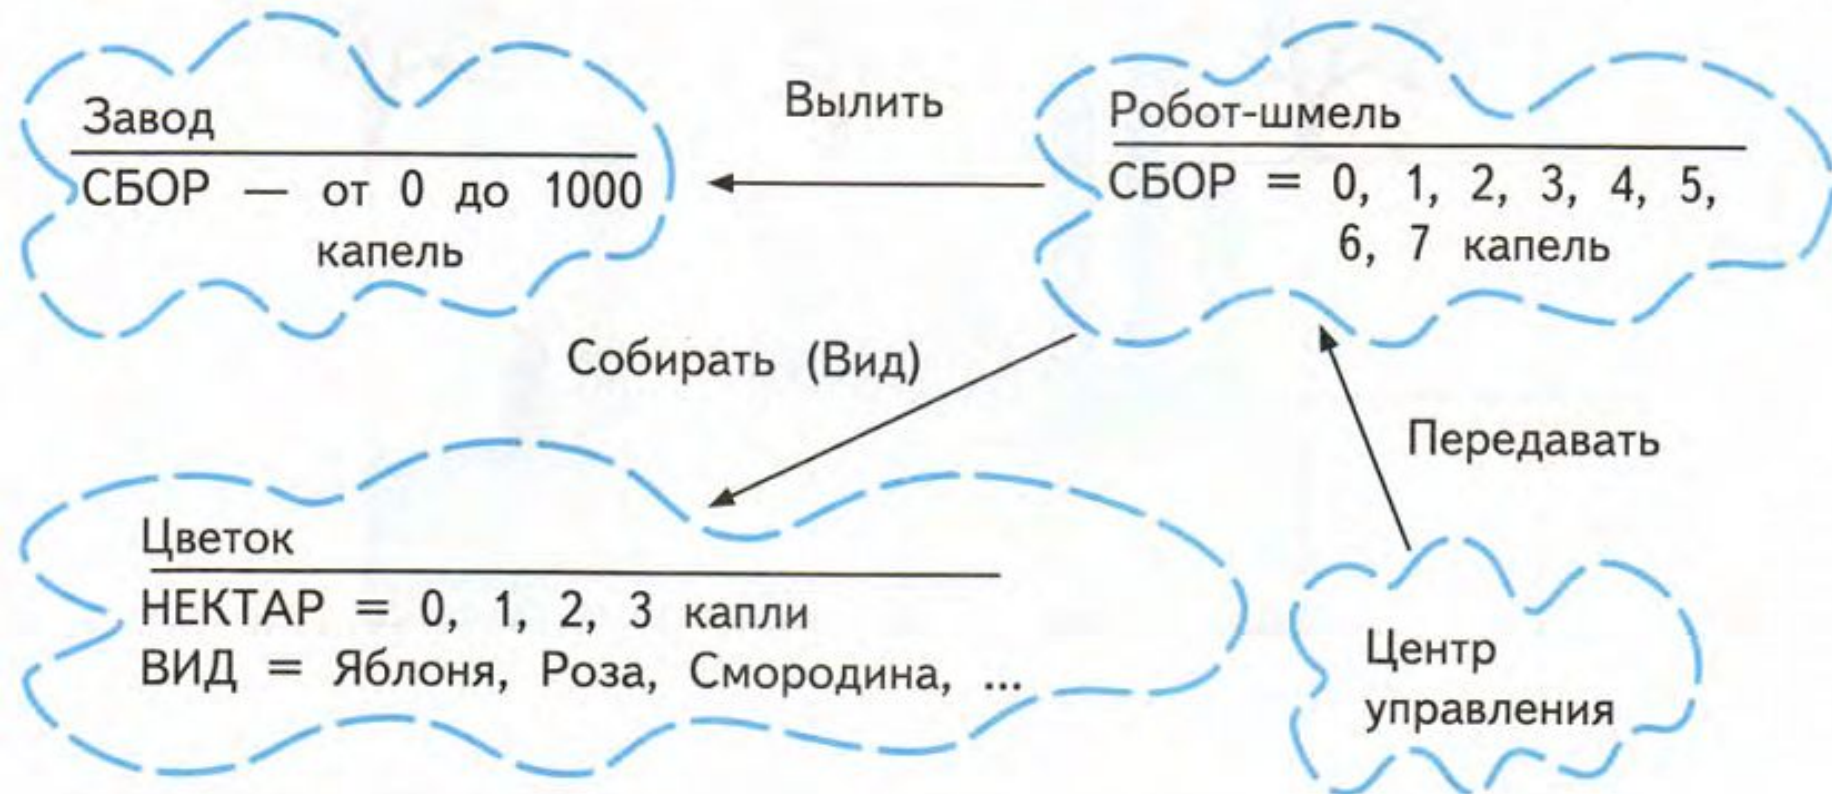 Завод
СБОР — от 0 до 1000
капель
Вылить
Робот-шмель
СБОР = 0, 1, 2, 3, 4, 5,
6, 7 капель
Собирать (Вид)
Передавать
Цветок
НЕКТАР = 0, 1, 2, 3 капли
ВИД = Яблоня, Роза, Смородина, ...
Центр
управления